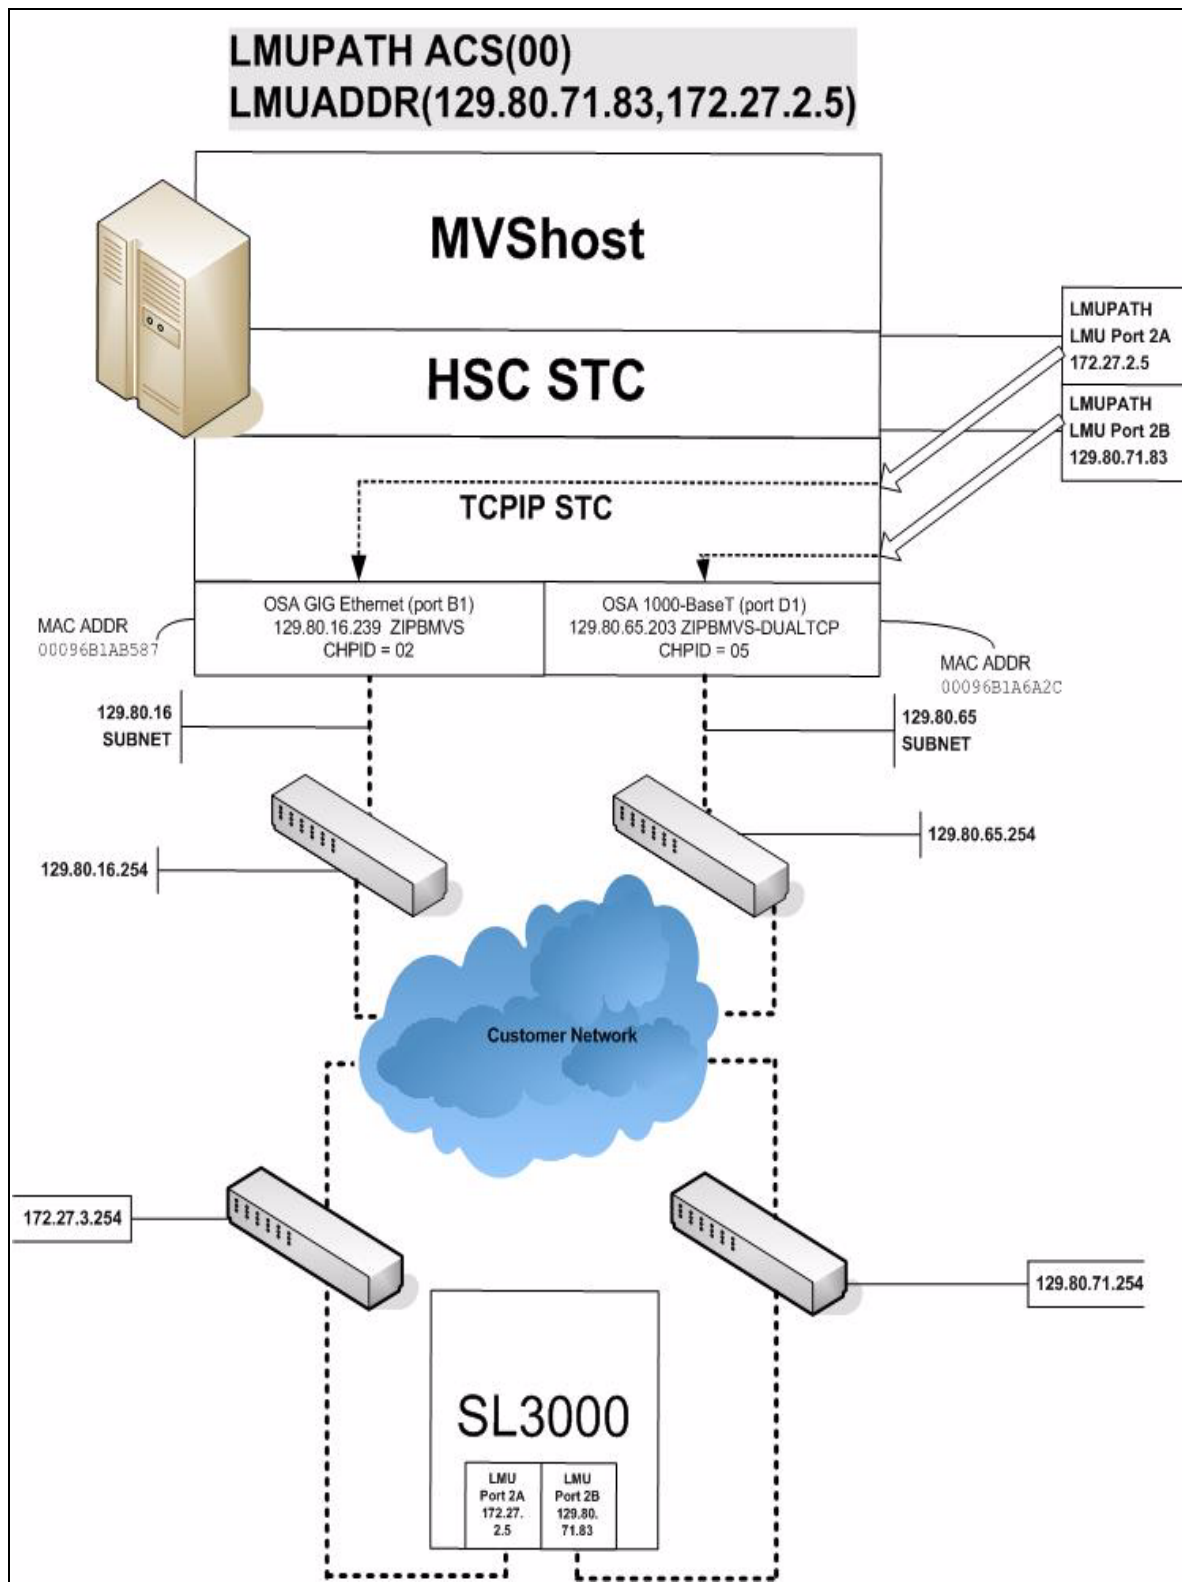 LMUPATH ACS(00)
LMUADDR(129.80.71.83,172.27.2.5)
MVShost
HSC STC
LMUPATH
LMU Port 2A
172.27.2.5
LMUPATH
LMU Port 2B
129.80.71.83
TCPIP STC
OSA GIG Ethernet (port B1)
129.80.16.239 ZIPBMVS
CHPID = 02
OSA 1000-BaseT (port D1)
129.80.65.203 ZIPBMVS-DUALTCP
CHPID = 05
MAC ADDR
00096B1AB587
MAC ADDR
00096B1A6A2C
129.80.16
SUBNET
129.80.65
SUBNET
129.80.16.254
129.80.65.254
Customer Network
172.27.3.254
129.80.71.254
SL3000
LMU
Port 2A
172.27.
2.5
LMU
Port 2B
129.80.
71.83